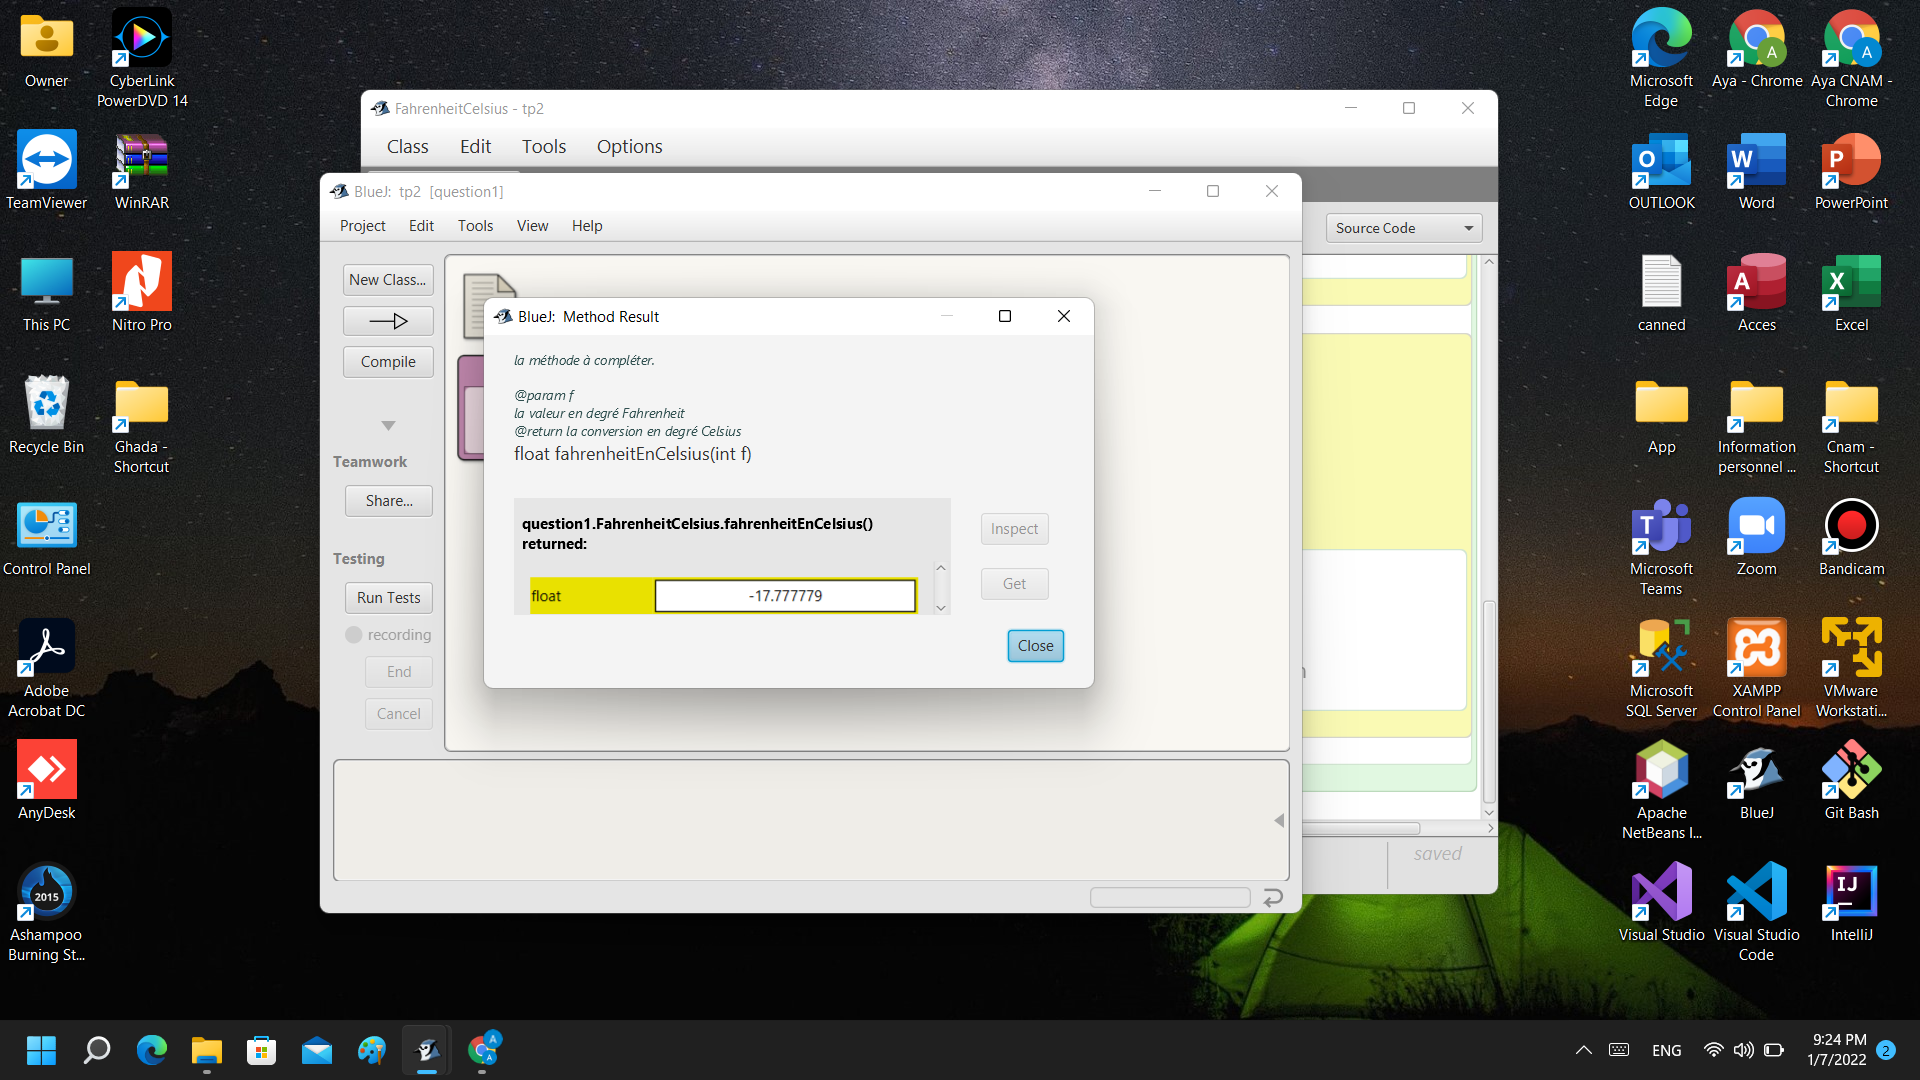 Owner
CyberLink
PowerDVD 14
TeamViewer
WinRAR
This PC
Nitro Pro
Recycle Bin
Ghada -
Shortcut
Control Panel
Adobe
Acrobat DC
AnyDesk
2015
Ashampoo
Burning St...
FahrenheitCelsius - tp2
Class
Edit
Tools
Options
Source Code
saved
BlueJ: tp2 [question1]
Project
Edit
Tools
View
Help
New Class...
Compile
Teamwork
Share...
Testing
Run Tests
recording
End
Cancel
BlueJ: Method Result
la méthode à compléter.
@param f
la valeur en degré Fahrenheit
@return la conversion en degré Celsius
float fahrenheitEnCelsius(int f)
question1.FahrenheitCelsius.fahrenheitEnCelsius()
returned:
float
-17.777779
Inspect
Get
Close
Microsoft
Edge
A
Aya - Chrome
A
Aya CNAM -
Chrome
O
OUTLOOK
W
Word
P
PowerPoint
canned
A
Acces
X
Excel
App
Information
personnel ...
Cnam -
Shortcut
T
Microsoft
Teams
Zoom
Bandicam
Microsoft
SQL Server
XAMPP
Control Panel
VMware
Workstati...
Apache
NetBeans I...
BlueJ
Git Bash
Visual Studio
Visual Studio
Code
IJ
IntelliJ
A
A
ENG
9:24 PM
1/7/2022
2